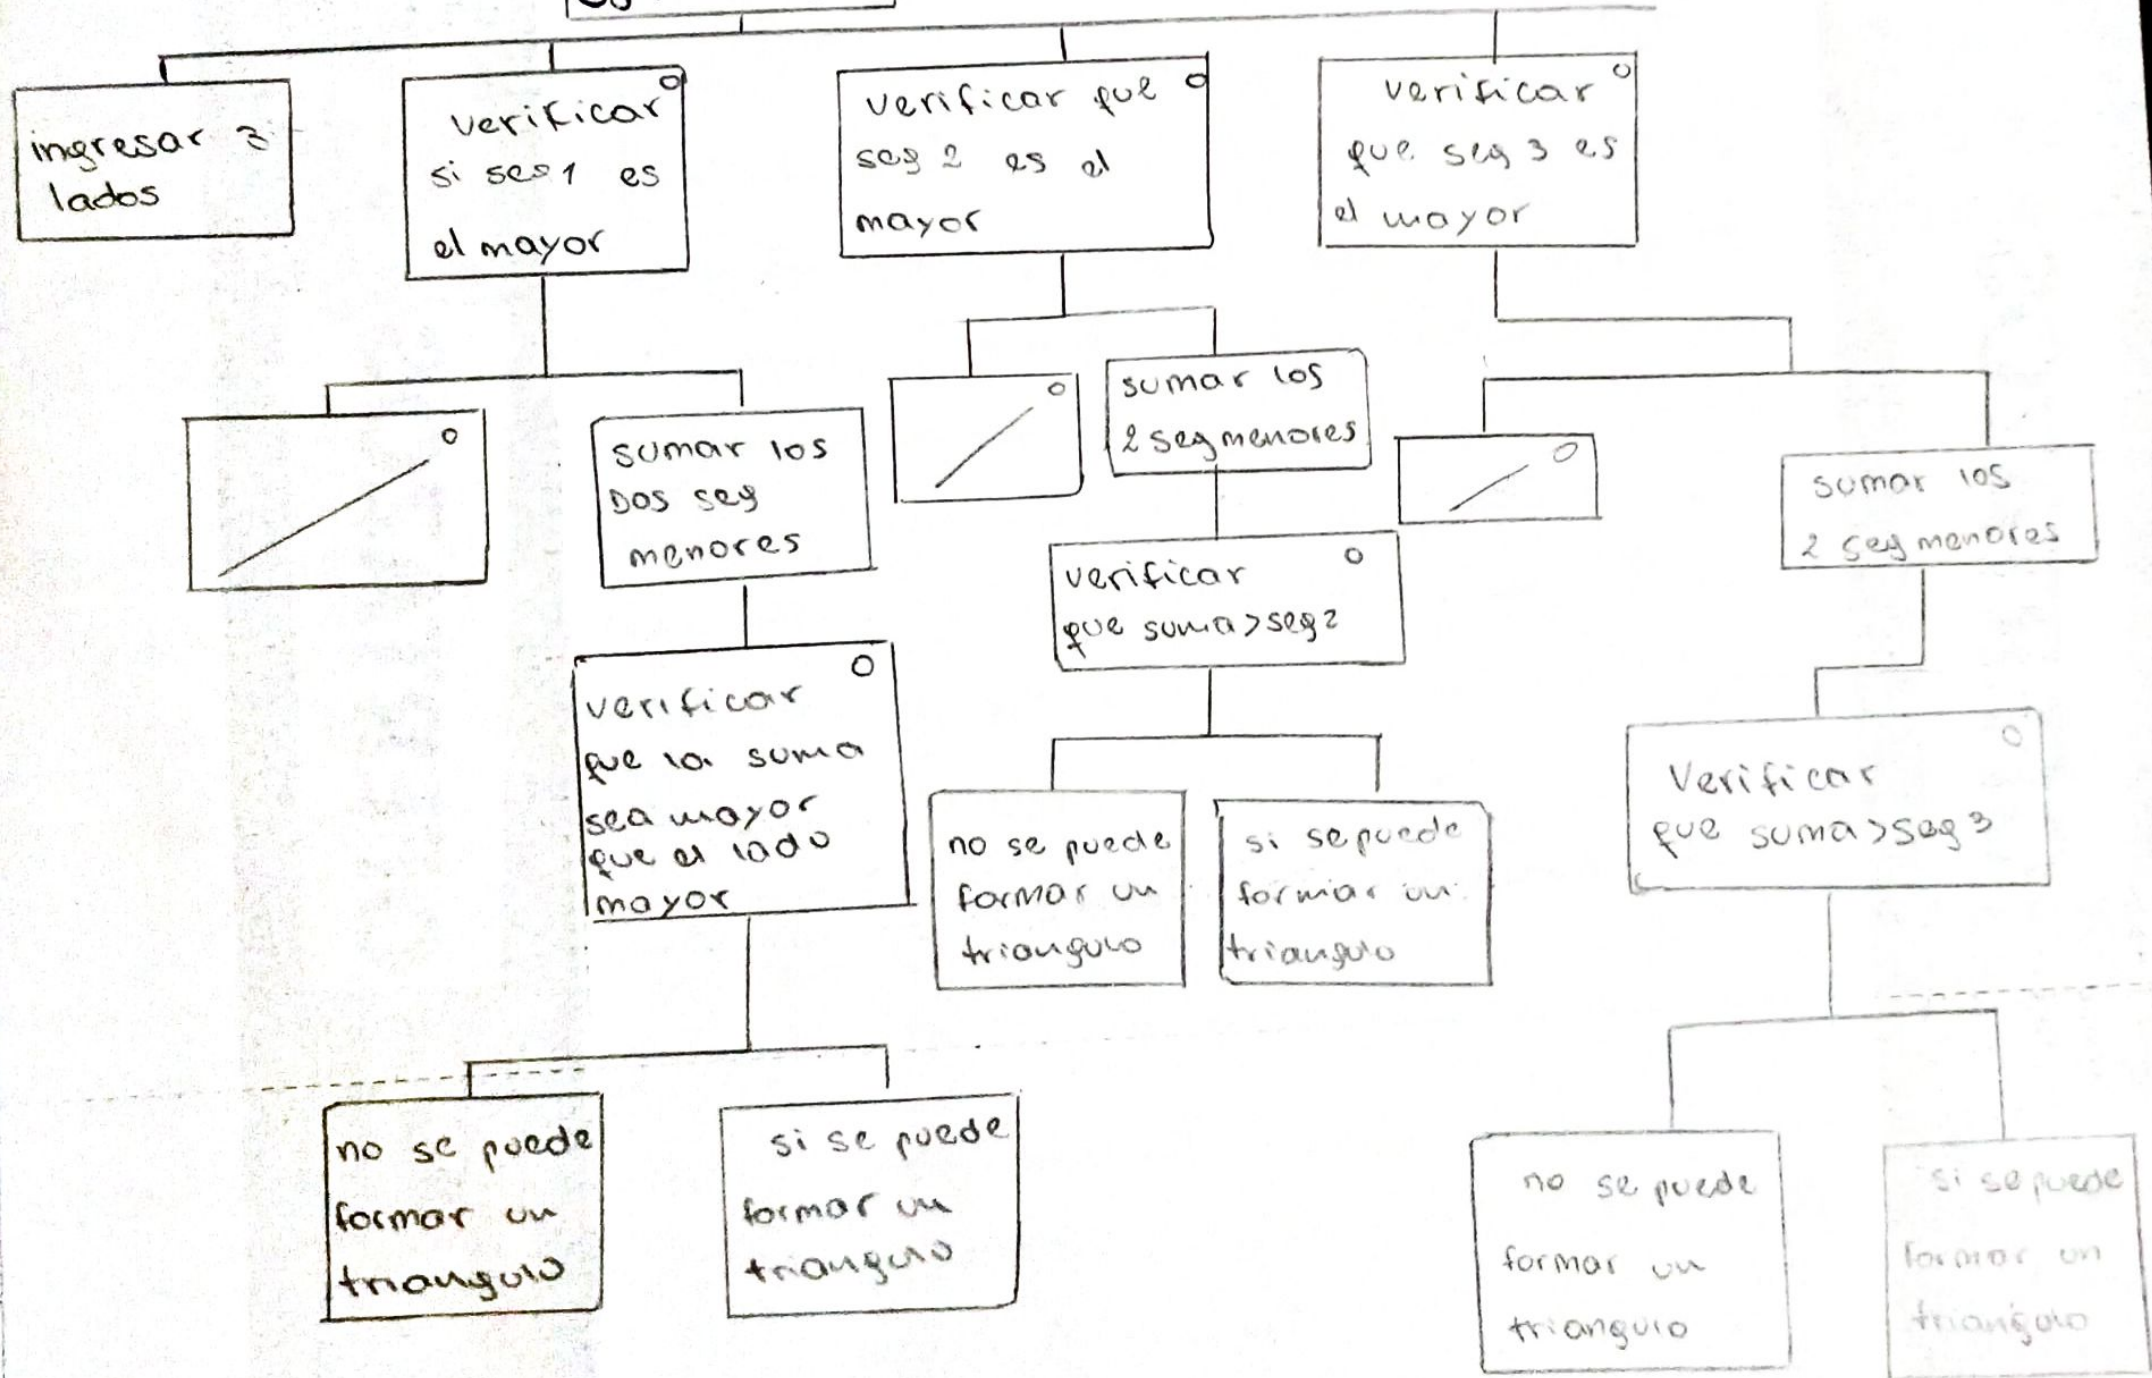 ingresar 3
lados
verificar
si seg 1 es
el mayor
verificar que
seg 2 es el
mayor
verificar
que seg 3 es
el mayor
sumar los
DOS seg
menores
sumar los
2 seg menores
sumar los
2 seg menores
verificar
que la suma
sea mayor
que el lado
mayor
verificar
que suma > seg 2
Verificar
que suma > seg 3
no se puede
formar un
triangulo
si se puede
formar un
triangulo
no se puede
formar un
triangulo
si se puede
formar un
triangulo
no se puede
formar un
triangulo
si se puede
formar un
triangulo